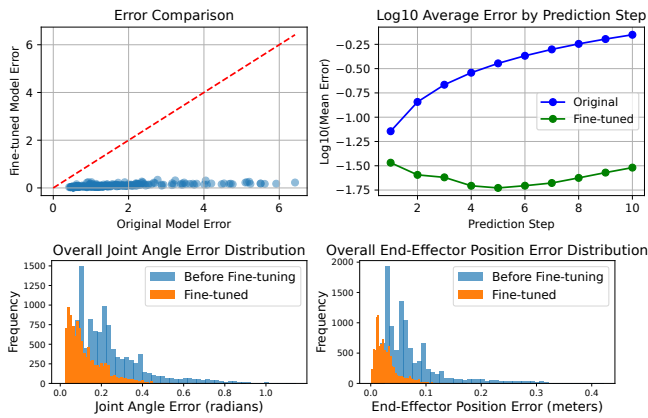 Error Comparison
Fine-tuned Model Error
6
4
2
0
0 2 4 6
Original Model Error
Log10 Average Error by Prediction Step
Log10(Mean Error)
−0.25
−0.50
−0.75
−1.00
−1.25
−1.50
−1.75
Original
Fine-tuned
2 4 6 8 10
Prediction Step
Overall Joint Angle Error Distribution
Frequency
1500
1250
1000
750
500
250
0
Before Fine-tuning
Fine-tuned
0.0 0.2 0.4 0.6 0.8 1.0
Joint Angle Error (radians)
Overall End-Effector Position Error Distribution
Frequency
2000
1500
1000
500
0
Before Fine-tuning
Fine-tuned
0.0 0.1 0.2 0.3 0.4
End-Effector Position Error (meters)